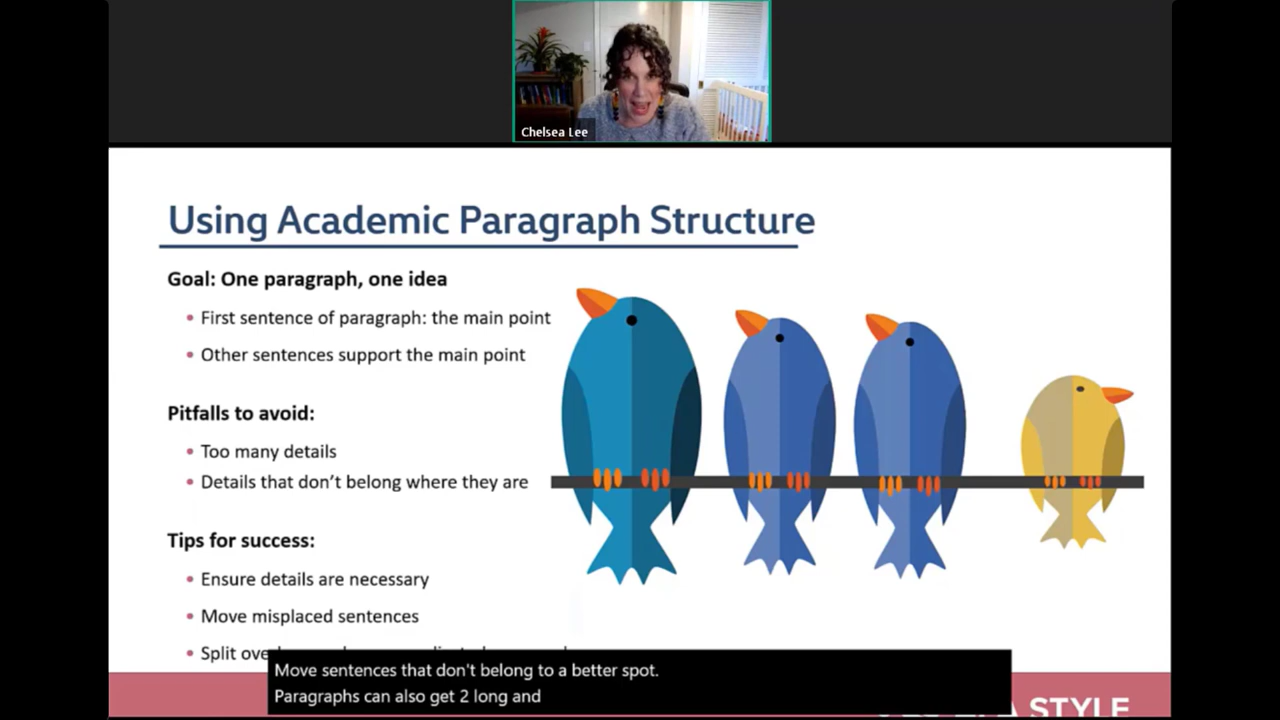 Chelsea Lee
Using Academic Paragraph Structure
Goal: One paragraph, one idea
• First sentence of paragraph: the main point
• Other sentences support the main point
Pitfalls to avoid:
• Too many details
• Details that don't belong where they are
Tips for success:
• Ensure details are necessary
• Move misplaced sentences
• Split
Move sentences that don't belong to a better spot.
Paragraphs can also get 2 long and
STYLE